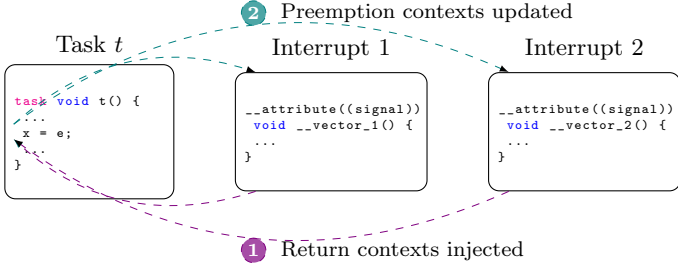 2 Preemption contexts updated
Task t
Interrupt 1
Interrupt 2
task void t() {
...
x = e;
...
}
__attribute((signal))
void __vector_1() {
...
}
__attribute((signal))
void __vector_2() {
...
}
1 Return contexts injected